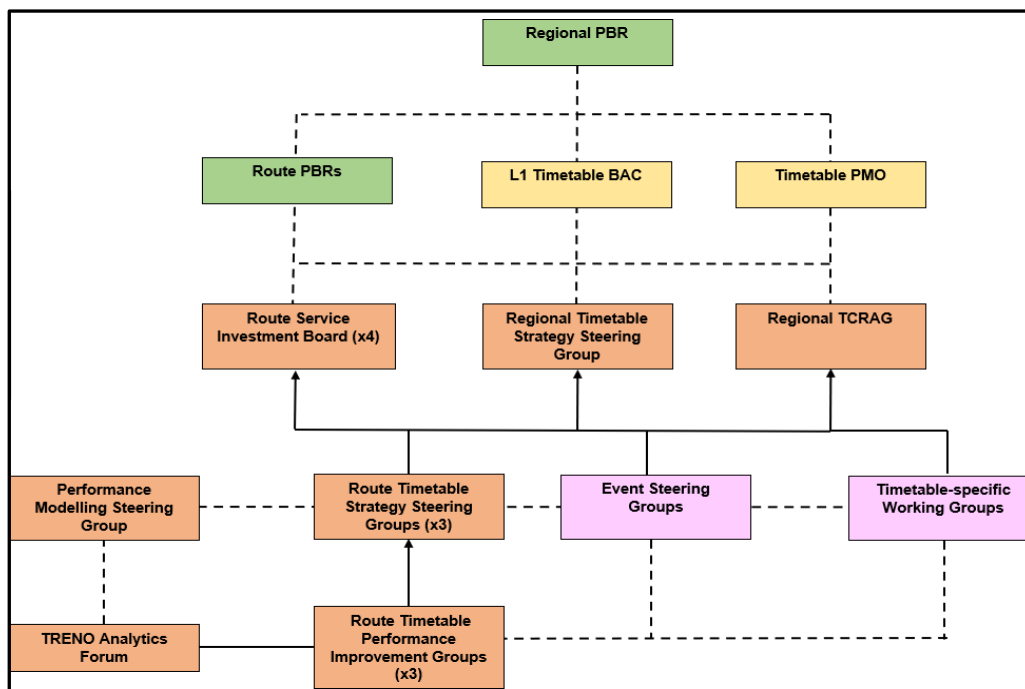 Regional PBR
Route PBRs
L1 Timetable BAC
Timetable PMO
Route Service
Investment Board (x4)
Regional Timetable
Strategy Steering
Group
Regional TCRAG
Performance
Modelling Steering
Group
Route Timetable
Strategy Steering
Groups (x3)
Event Steering
Groups
Timetable-specific
Working Groups
TRENO Analytics
Forum
Route Timetable
Performance
Improvement Groups
(x3)